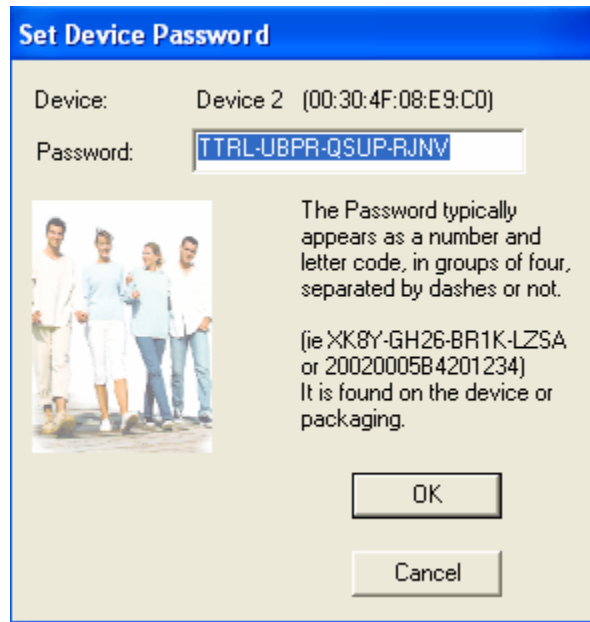 Set Device Password
Device: Device 2 (00:30:4F:08:E9:C0)
Password: TTRL-UBPR-QSUP-RJNV
The Password typically
appears as a number and
letter code, in groups of four,
separated by dashes or not.
(ie XK8Y-GH26-BR1K-LZSA
or 20020005B4201234)
It is found on the device or
packaging.
OK
Cancel